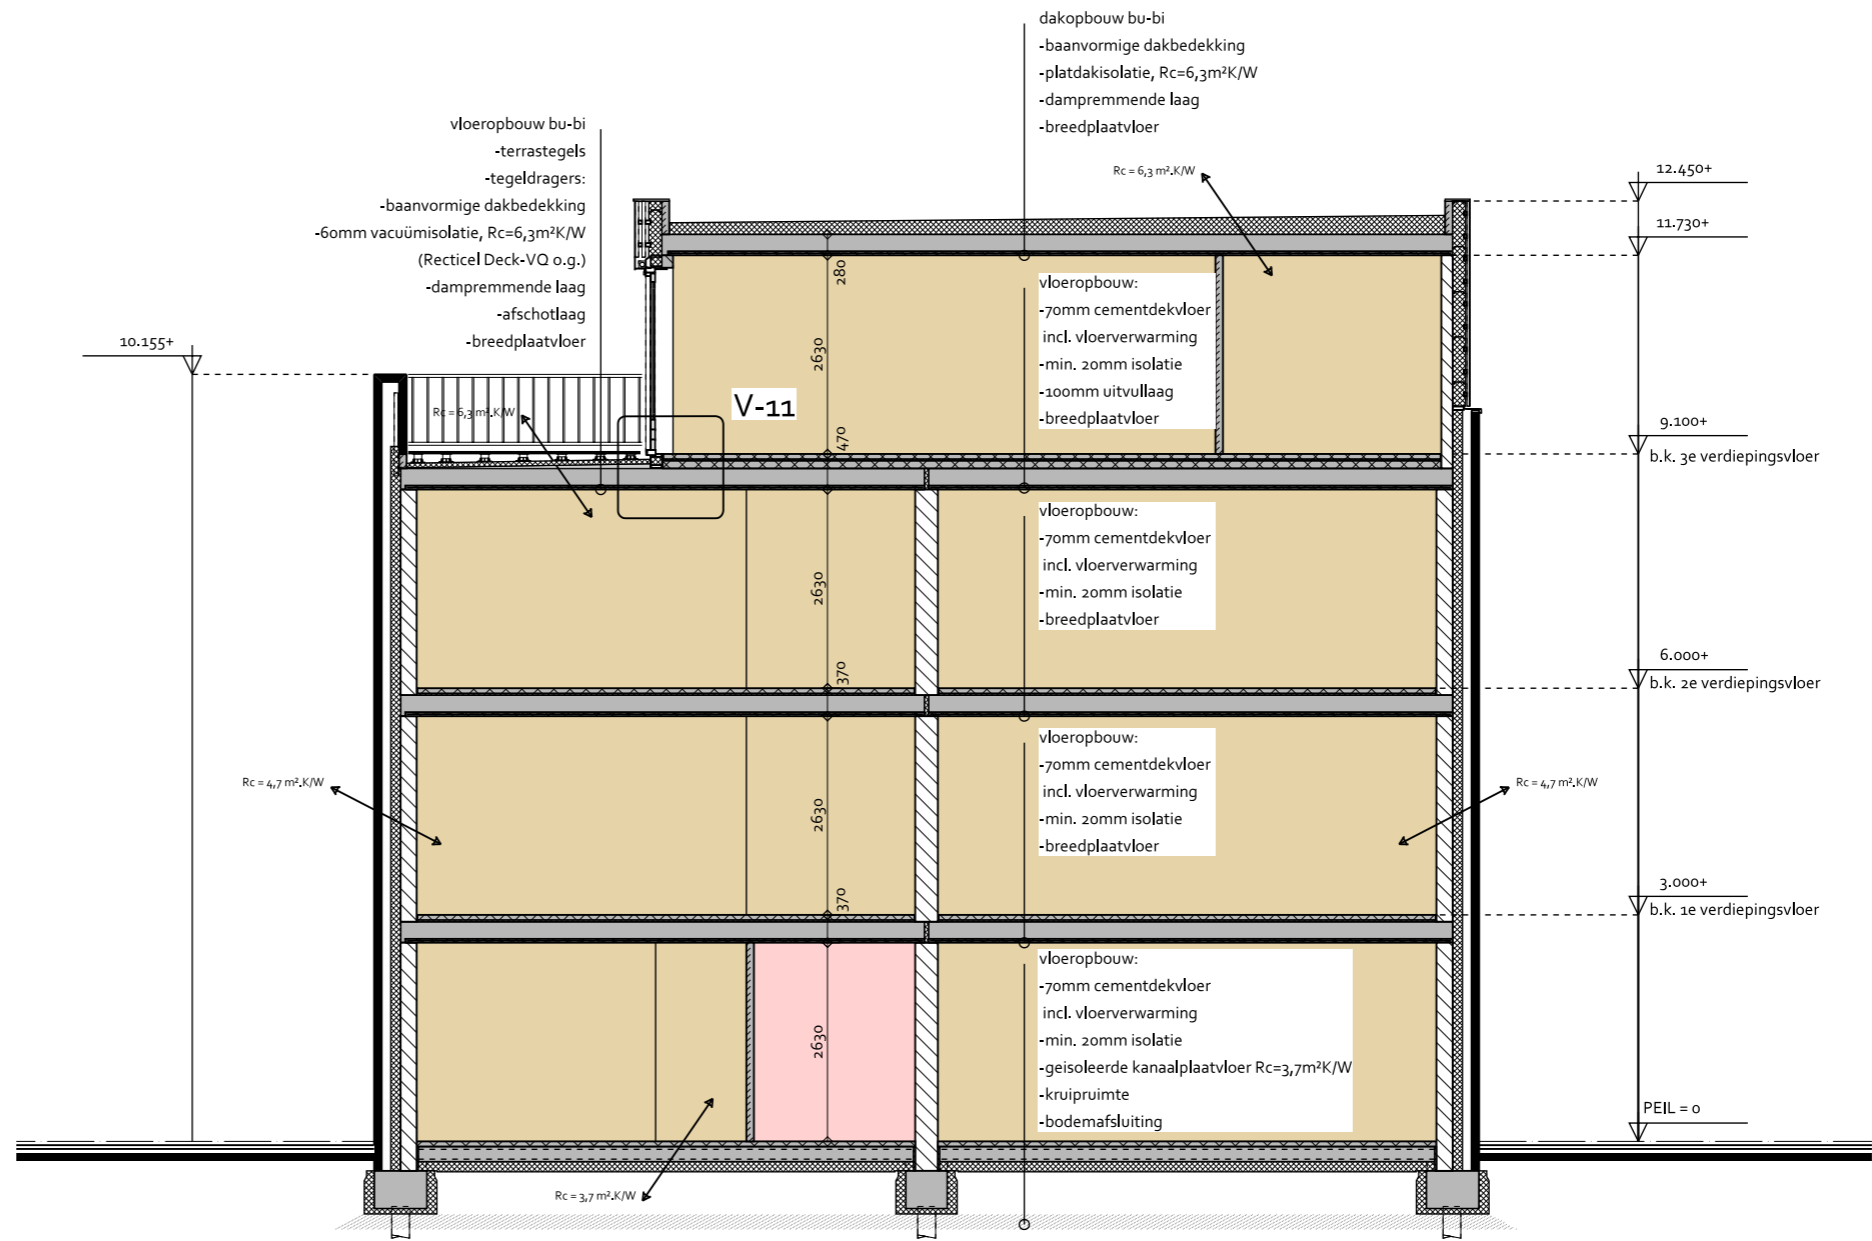 dakopbouw bu-bi
-baanvormige dakbedekking
-platdakisolatie, Rc=6,3m²K/W
-dampremmende laag
-breedplaatvloer
vloeropbouw bu-bi
-terrastegels
-tegeldragers:
-baanvormige dakbedekking
-60mm vacuümisolatie, Rc=6,3m²K/W
(Recticel Deck-VQ o.g.)
-dampremmende laag
-afschotlaag
-breedplaatvloer
Rc = 6,3 m².K/W
12.450+
11.730+
280
vloeropbouw:
-70mm cementdekvloer
incl. vloerverwarming
-min. 20mm isolatie
-100mm uitvullaag
-breedplaatvloer
10.155+
2630
V-11
Rc = 6,3 m².K/W
470
9.100+
b.k. 3e verdiepingsvloer
vloeropbouw:
-70mm cementdekvloer
incl. vloerverwarming
-min. 20mm isolatie
-breedplaatvloer
2630
370
6.000+
b.k. 2e verdiepingsvloer
vloeropbouw:
-70mm cementdekvloer
incl. vloerverwarming
-min. 20mm isolatie
-breedplaatvloer
Rc = 4,7 m².K/W
2630
Rc = 4,7 m².K/W
370
3.000+
b.k. 1e verdiepingsvloer
vloeropbouw:
-70mm cementdekvloer
incl. vloerverwarming
-min. 20mm isolatie
-geisoleerde kanaalplaatvloer Rc=3,7m²K/W
-kruipruimte
-bodemafsluiting
2630
PEIL = 0
Rc = 3,7 m².K/W